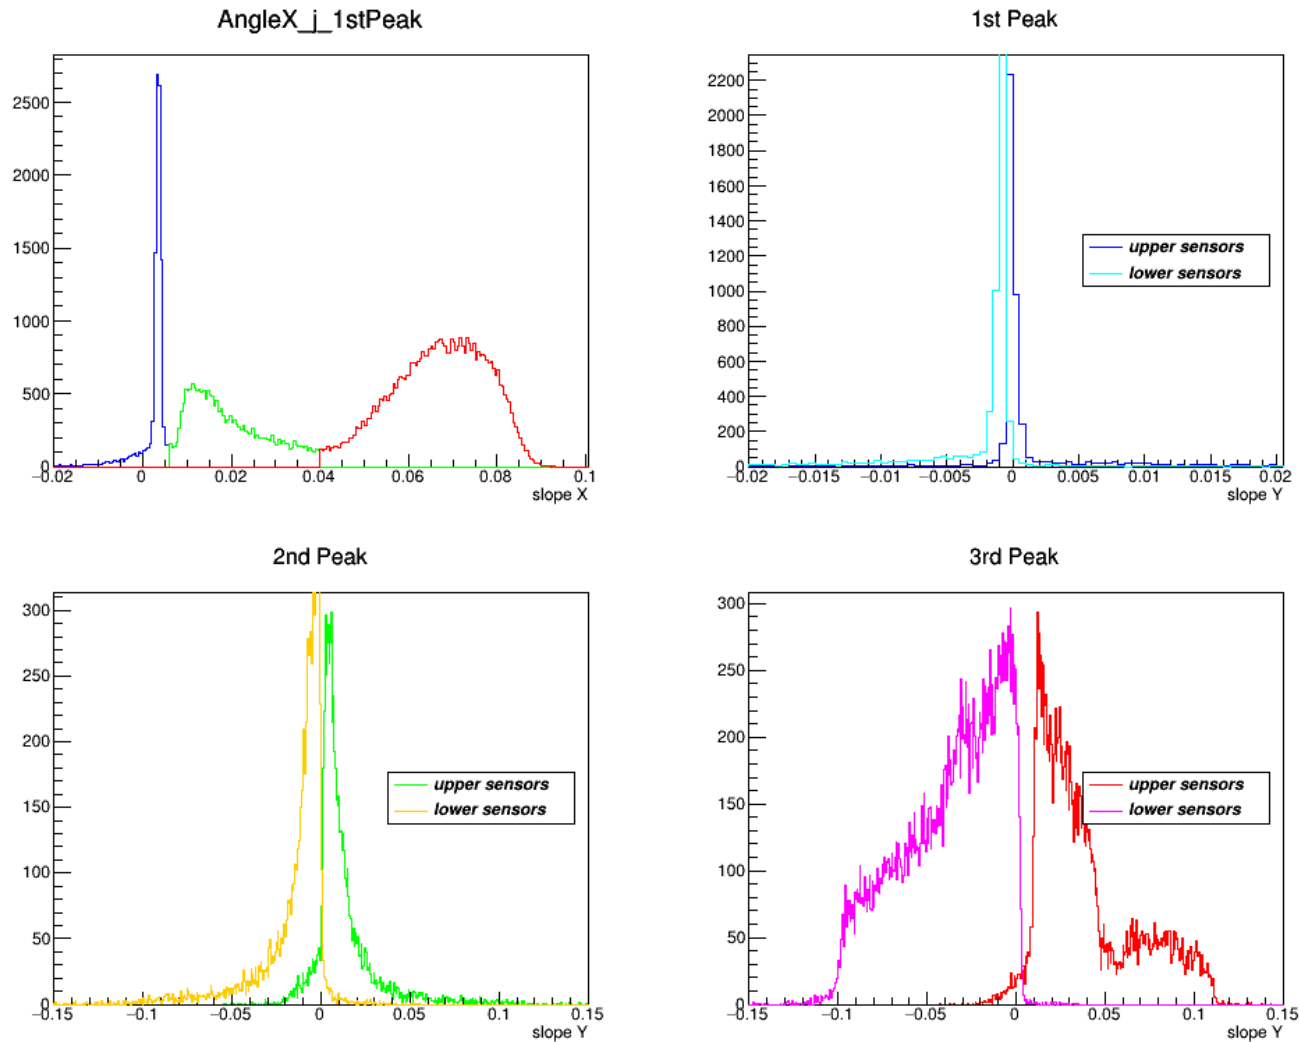 AngleX_j_1stPeak
2500
2000
1500
1000
500
0
−0.02 0 0.02 0.04 0.06 0.08 0.1
slope X
1st Peak
2200
2000
1800
1600
1400
1200
1000
800
600
400
200
0
upper sensors
lower sensors
−0.02 −0.015 −0.01 −0.005 0 0.005 0.01 0.015 0.02
slope Y
2nd Peak
300
250
200
150
100
50
0
upper sensors
lower sensors
−0.15 −0.1 −0.05 0 0.05 0.1 0.15
slope Y
3rd Peak
300
250
200
150
100
50
0
upper sensors
lower sensors
−0.15 −0.1 −0.05 0 0.05 0.1 0.15
slope Y